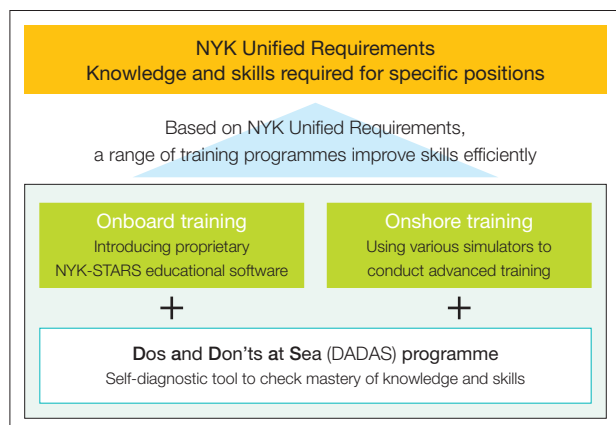 NYK Unified Requirements
Knowledge and skills required for specific positions
Based on NYK Unified Requirements,
a range of training programmes improve skills efficiently
Onboard training
Introducing proprietary
NYK-STARS educational software
Onshore training
Using various simulators to
conduct advanced training
+
+
Dos and Don'ts at Sea (DADAS) programme
Self-diagnostic tool to check mastery of knowledge and skills